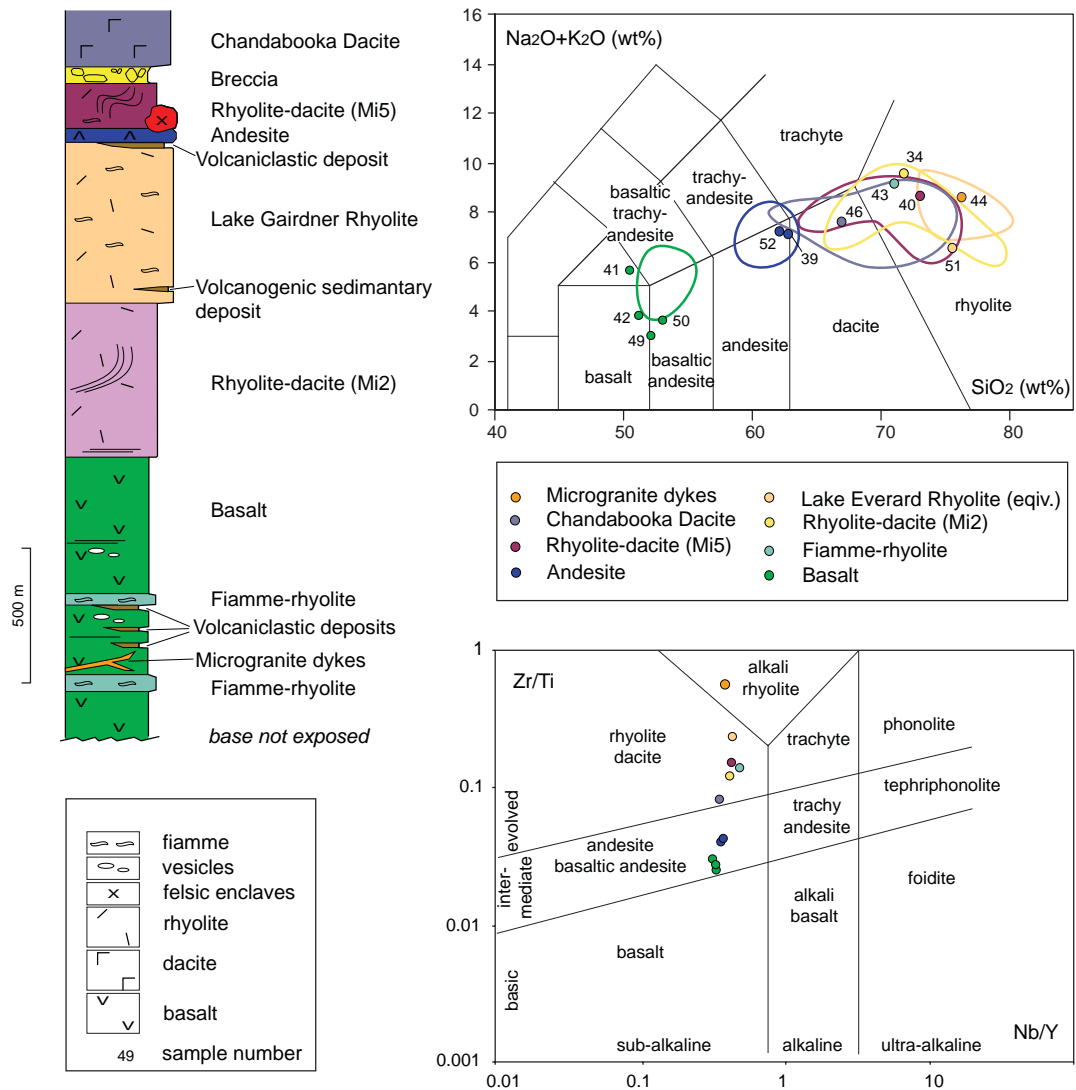 Chandabooka Dacite
Breccia
Rhyolite-dacite (Mi5)
Andesite
Volcaniclastic deposit
Lake Gairdner Rhyolite
Volcanogenic sedimantary
deposit
Rhyolite-dacite (Mi2)
Basalt
500 m
Fiamme-rhyolite
Volcaniclastic deposits
Microgranite dykes
Fiamme-rhyolite
base not exposed
fiamme
vesicles
felsic enclaves
rhyolite
dacite
basalt
49 sample number
Na2O+K2O (wt%)
16
14
12
10
8
6
4
2
0
40 50 60 70 80
SiO2 (wt%)
trachyte
trachy-
andesite
basaltic
trachy-
andesite
basalt
basaltic
andesite
andesite
dacite
rhyolite
34
43
40
44
46
52
39
51
41
42
50
49
Microgranite dykes
Chandabooka Dacite
Rhyolite-dacite (Mi5)
Andesite
Lake Everard Rhyolite (eqiv.)
Rhyolite-dacite (Mi2)
Fiamme-rhyolite
Basalt
Zr/Ti
1
0.1
0.01
0.001
0.01 0.1 1 10
Nb/Y
alkali
rhyolite
rhyolite
dacite
trachyte
phonolite
tephriphonolite
trachy
andesite
andesite
basaltic andesite
foidite
alkali
basalt
basalt
evolved
inter-
mediate
basic
sub-alkaline
alkaline
ultra-alkaline